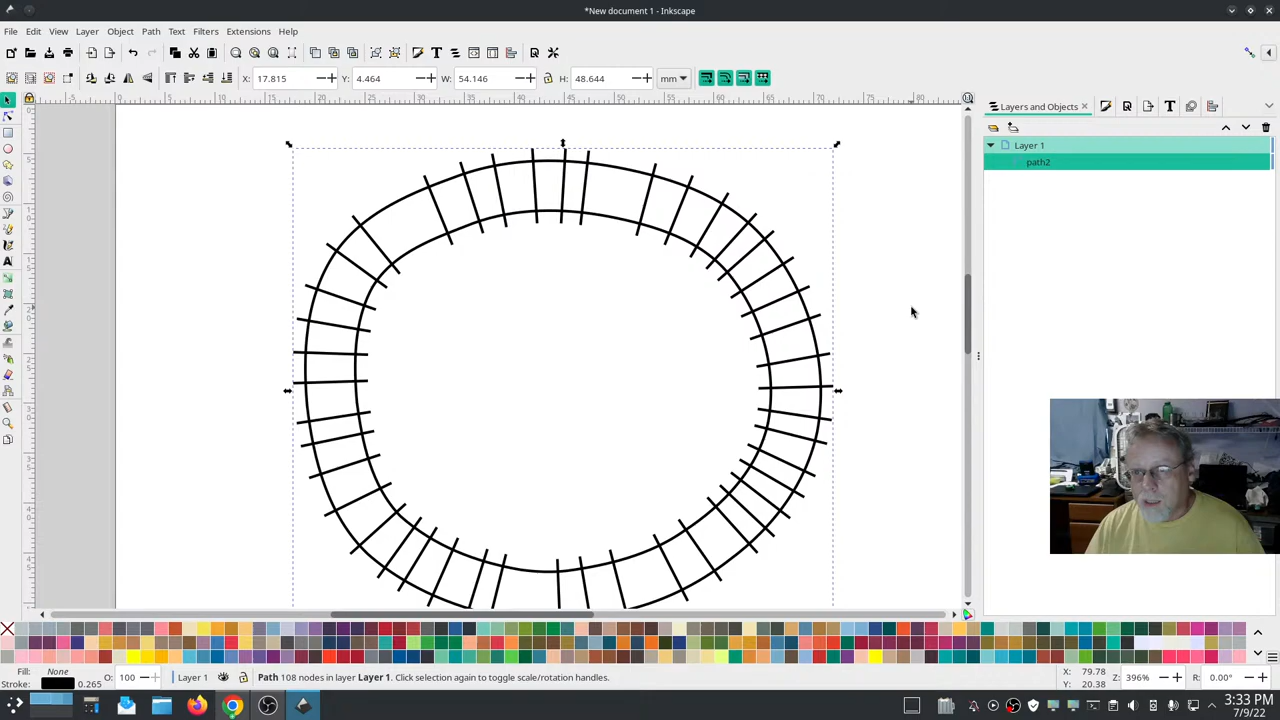 *New document 1 - Inkscape
File Edit View Layer Object Path Text Filters Extensions Help
X: 17.815 Y: 4.464 W: 54.146 H: 48.644 mm
Layers and Objects
Layer 1
path2
Fill: None
Stroke: 0.265
O: 100
Layer 1
Path 108 nodes in layer Layer 1. Click selection again to toggle scale/rotation handles.
X: 79.78
Y: 20.38
Z: 396%
R: 0.00°
3:33 PM
7/9/22